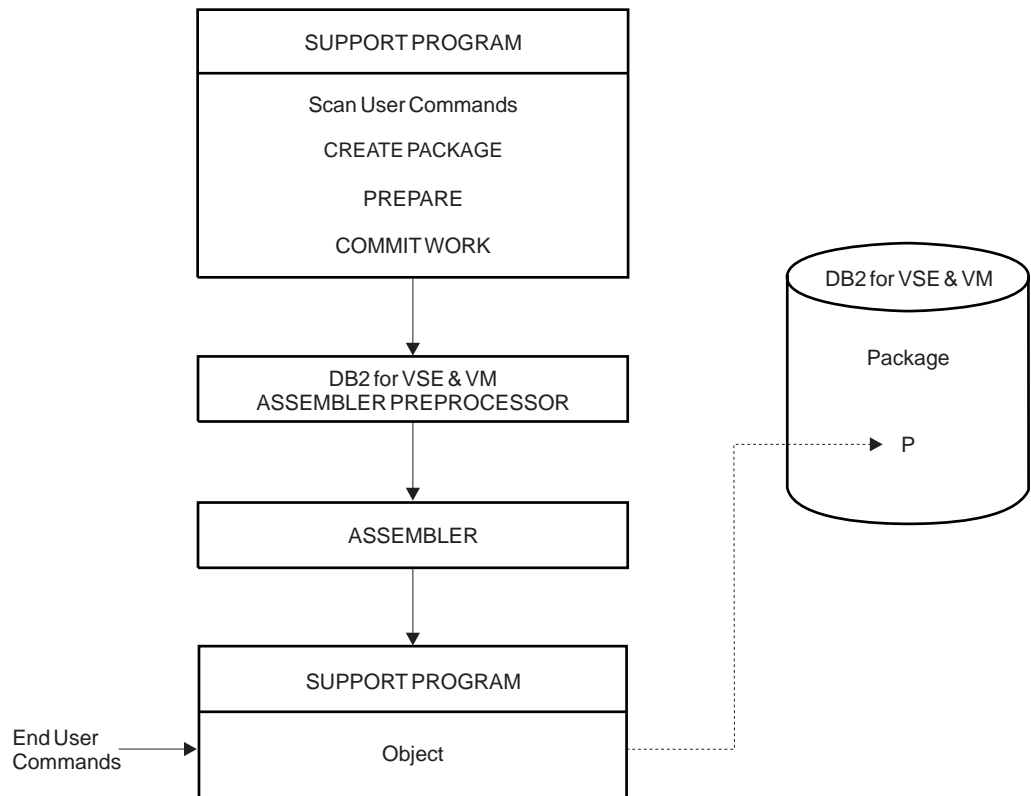 SUPPORT PROGRAM
Scan User Commands
CREATE PACKAGE
PREPARE
COMMIT WORK
DB2 for VSE & VM
ASSEMBLER PREPROCESSOR
ASSEMBLER
SUPPORT PROGRAM
Object
End User
Commands
DB2 for VSE & VM
Package
P